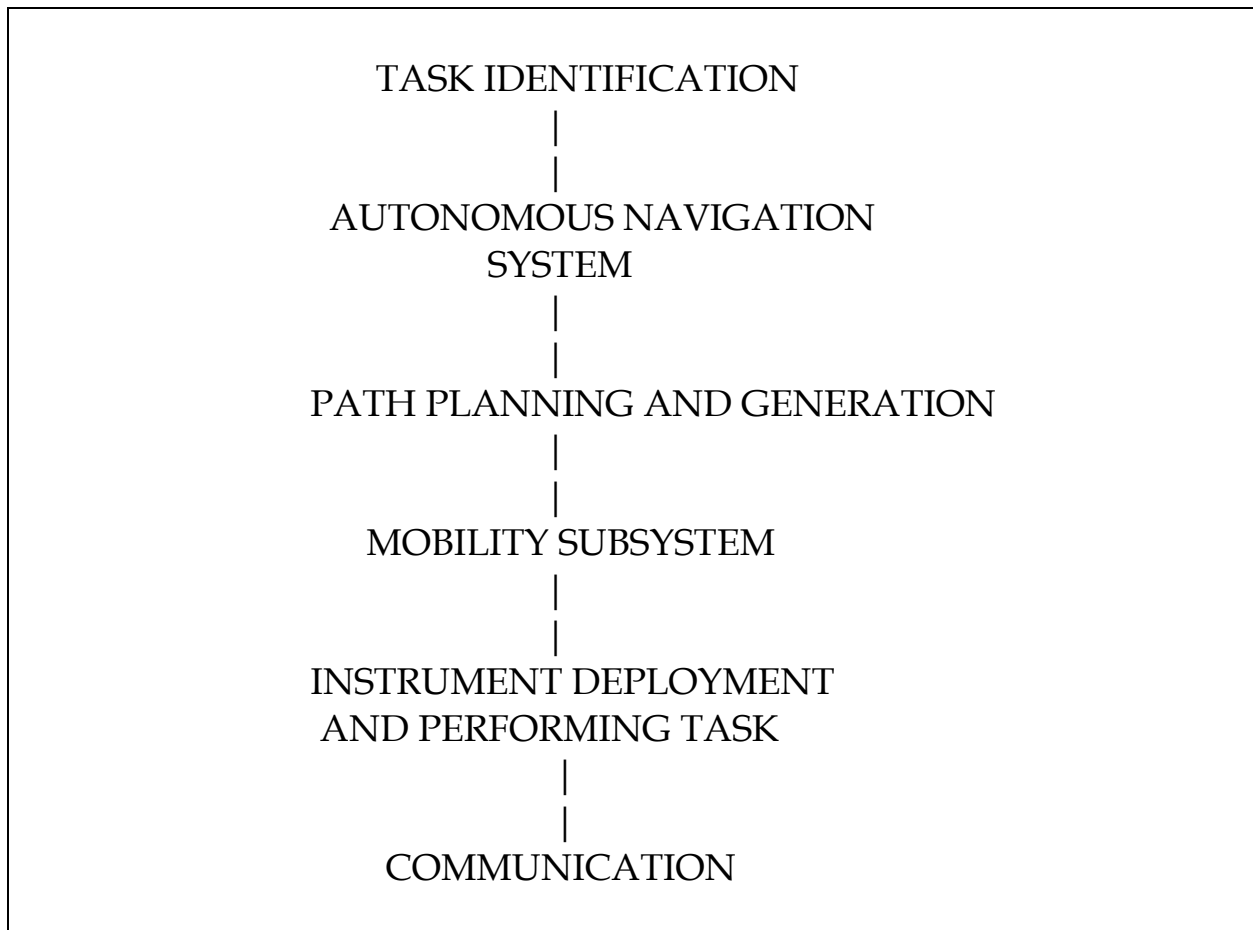 TASK IDENTIFICATION
|
|
AUTONOMOUS NAVIGATION
SYSTEM
|
|
PATH PLANNING AND GENERATION
|
|
MOBILITY SUBSYSTEM
|
|
INSTRUMENT DEPLOYMENT
AND PERFORMING TASK
|
|
COMMUNICATION